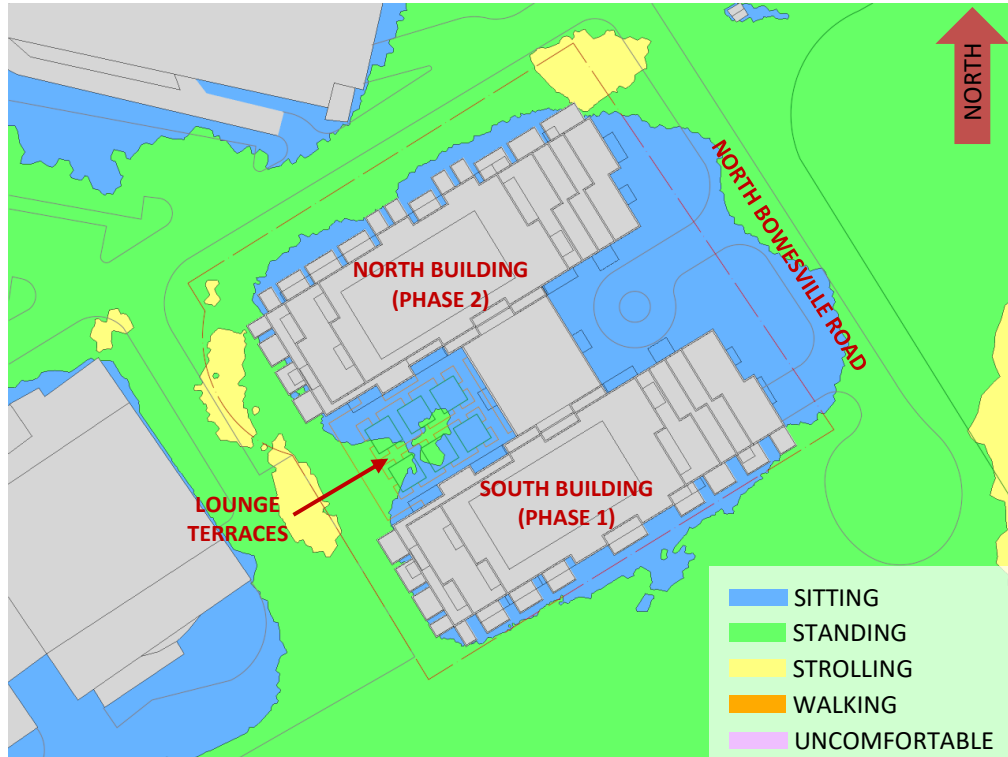 NORTH
NORTH BOWESVILLE ROAD
NORTH BUILDING
(PHASE 2)
SOUTH BUILDING
(PHASE 1)
LOUNGE
TERRACES
SITTING
STANDING
STROLLING
WALKING
UNCOMFORTABLE